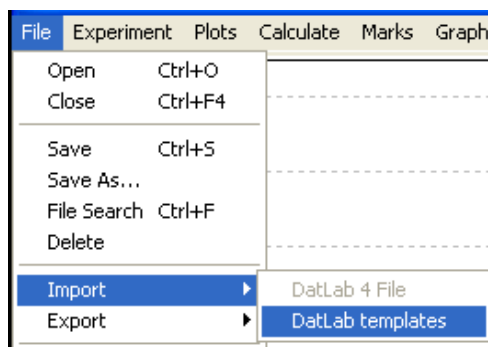 File Experiment Plots Calculate Marks Graph
Open Ctrl+O
Close Ctrl+F4
Save Ctrl+S
Save As...
File Search Ctrl+F
Delete
Import DatLab 4 File
Export DatLab templates